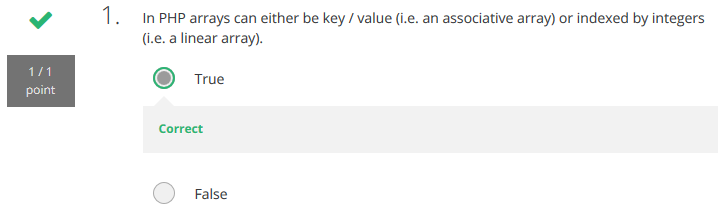 1. In PHP arrays can either be key / value (i.e. an associative array) or indexed by integers
(i.e. a linear array).
1 / 1
point
True
Correct
False